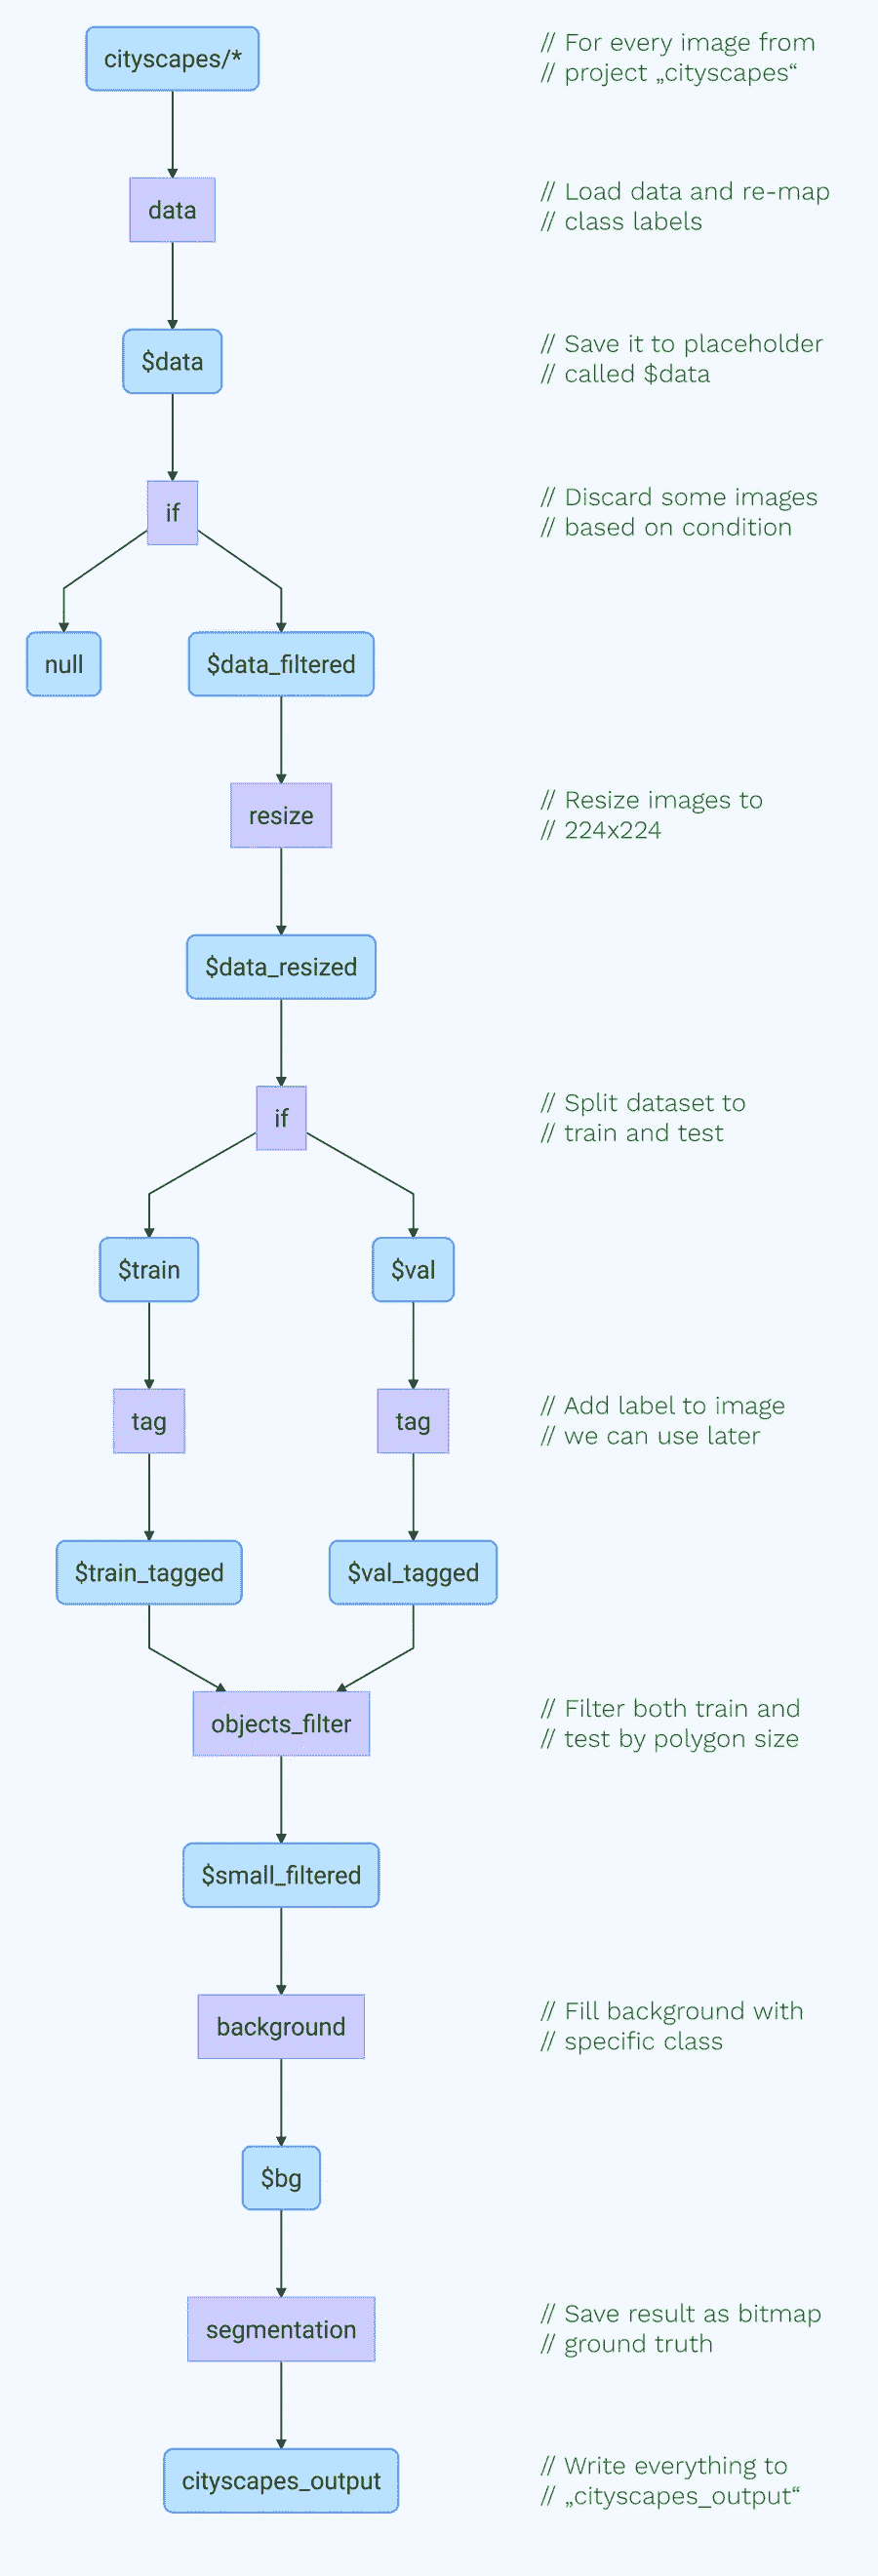 cityscapes/*
// For every image from
// project „cityscapes“
data
// Load data and re-map
// class labels
$data
// Save it to placeholder
// called $data
if
// Discard some images
// based on condition
null
$data_filtered
resize
// Resize images to
// 224x224
$data_resized
if
// Split dataset to
// train and test
$train
$val
tag
tag
// Add label to image
// we can use later
$train_tagged
$val_tagged
objects_filter
// Filter both train and
// test by polygon size
$small_filtered
background
// Fill background with
// specific class
$bg
segmentation
// Save result as bitmap
// ground truth
cityscapes_output
// Write everything to
// „cityscapes_output“